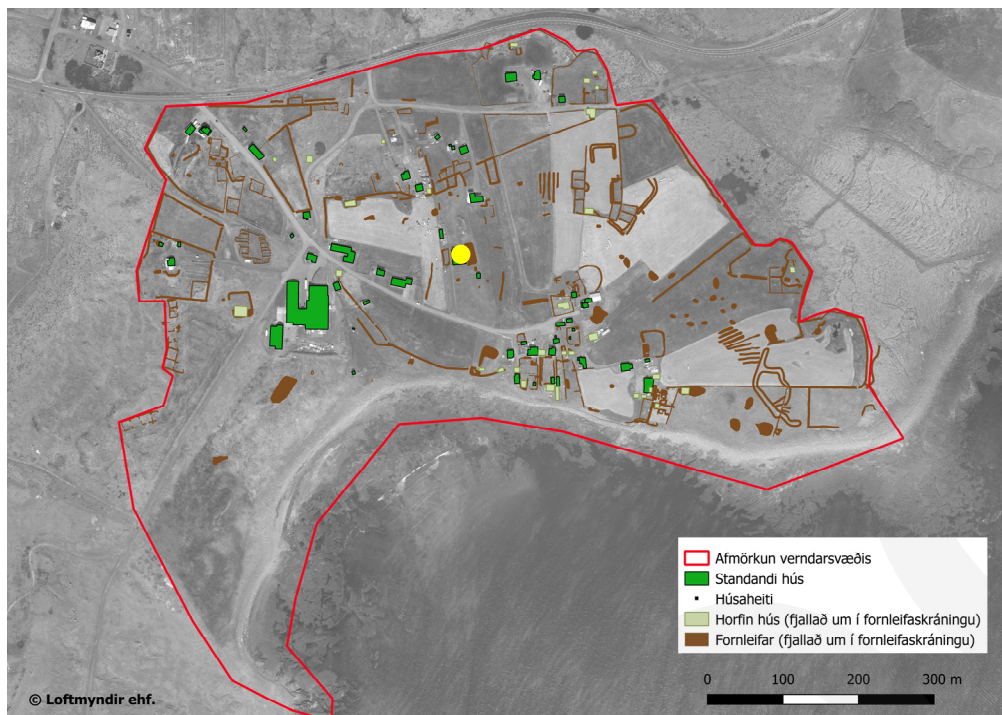 Afmörkun verndarsvæðis
Standandi hús
Húsaheiti
Horfin hús (fjallað um í fornleifaskráningu)
Fornleifar (fjallað um í fornleifaskráningu)
0 100 200 300 m
© Loftmyndir ehf.